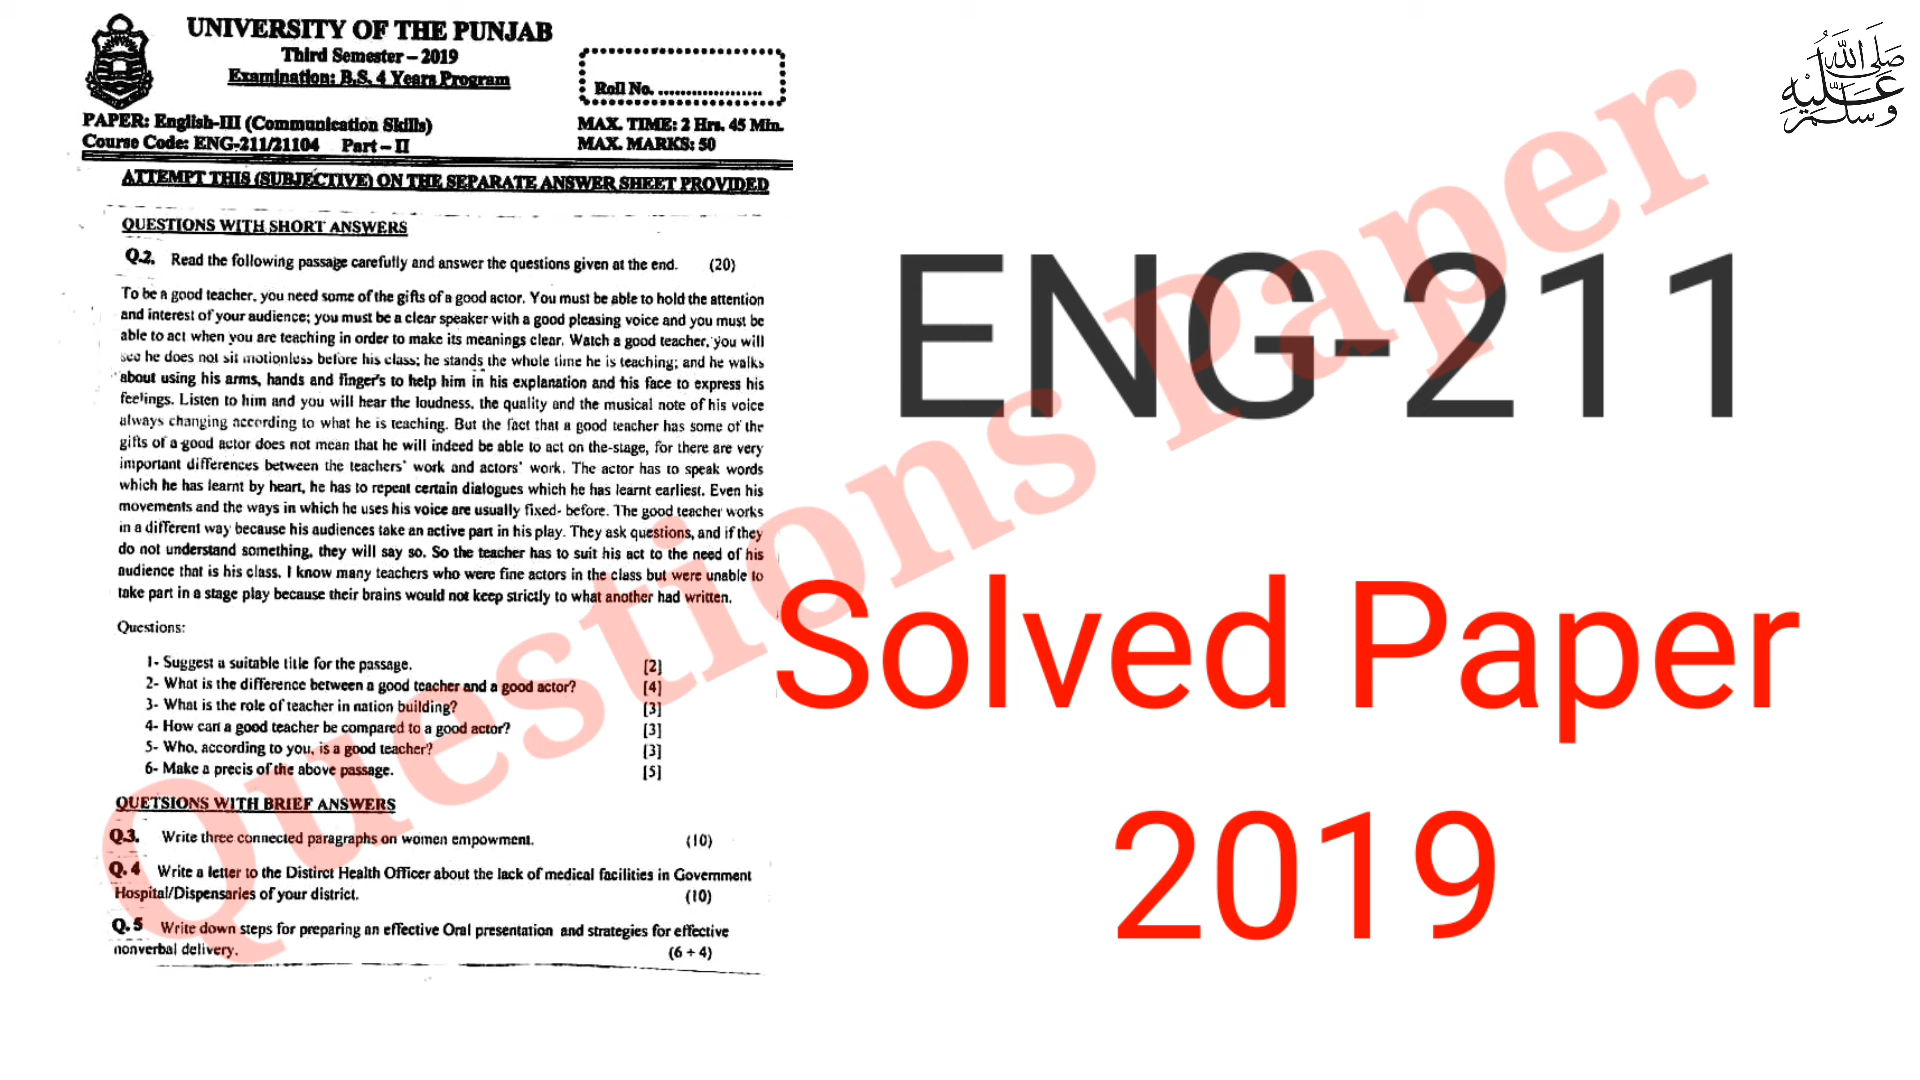 UNIVERSITY OF THE PUNJAB
Third Semester – 2019
Examination: B.S. 4 Years Program
Roll No. ......................
PAPER: English-III (Communication Skills)
MAX. TIME: 2 Hrs. 45 Min.
Course Code: ENG-211/21104 Part – II
MAX. MARKS: 50
ATTEMPT THIS (SUBJECTIVE) ON THE SEPARATE ANSWER SHEET PROVIDED
QUESTIONS WITH SHORT ANSWERS
Q.2. Read the following passage carefully and answer the questions given at the end. (20)
To be a good teacher, you need some of the gifts of a good actor. You must be able to hold the attention
and interest of your audience; you must be a clear speaker with a good pleasing voice and you must be
able to act when you are teaching in order to make its meanings clear. Watch a good teacher, you will
see he does not sit motionless before his class; he stands the whole time he is teaching; and he walks
about using his arms, hands and finger's to help him in his explanation and his face to express his
feelings. Listen to him and you will hear the loudness, the quality and the musical note of his voice
always changing according to what he is teaching. But the fact that a good teacher has some of the
gifts of a good actor does not mean that he will indeed be able to act on the-stage, for there are very
important differences between the teachers' work and actors' work. The actor has to speak words
which he has learnt by heart, he has to repeat certain dialogues which he has learnt earliest. Even his
movements and the ways in which he uses his voice are usually fixed- before. The good teacher works
in a different way because his audiences take an active part in his play. They ask questions, and if they
do not understand something, they will say so. So the teacher has to suit his act to the need of his
audience that is his class. I know many teachers who were fine actors in the class but were unable to
take part in a stage play because their brains would not keep strictly to what another had written.
Questions:
1- Suggest a suitable title for the passage. [2]
2- What is the difference between a good teacher and a good actor? [4]
3- What is the role of teacher in nation building? [3]
4- How can a good teacher be compared to a good actor? [3]
5- Who, according to you, is a good teacher? [3]
6- Make a precis of the above passage. [5]
QUETSIONS WITH BRIEF ANSWERS
Q.3. Write three connected paragraphs on women empowment. (10)
Q. 4 Write a letter to the Distirct Health Officer about the lack of medical facilities in Government
Hospital/Dispensaries of your district. (10)
Q. 5 Write down steps for preparing an effective Oral presentation and strategies for effective
nonverbal delivery. (6 + 4)
ENG-211
Solved Paper
2019
Questions Paper
صلى الله
عليه
وسلم